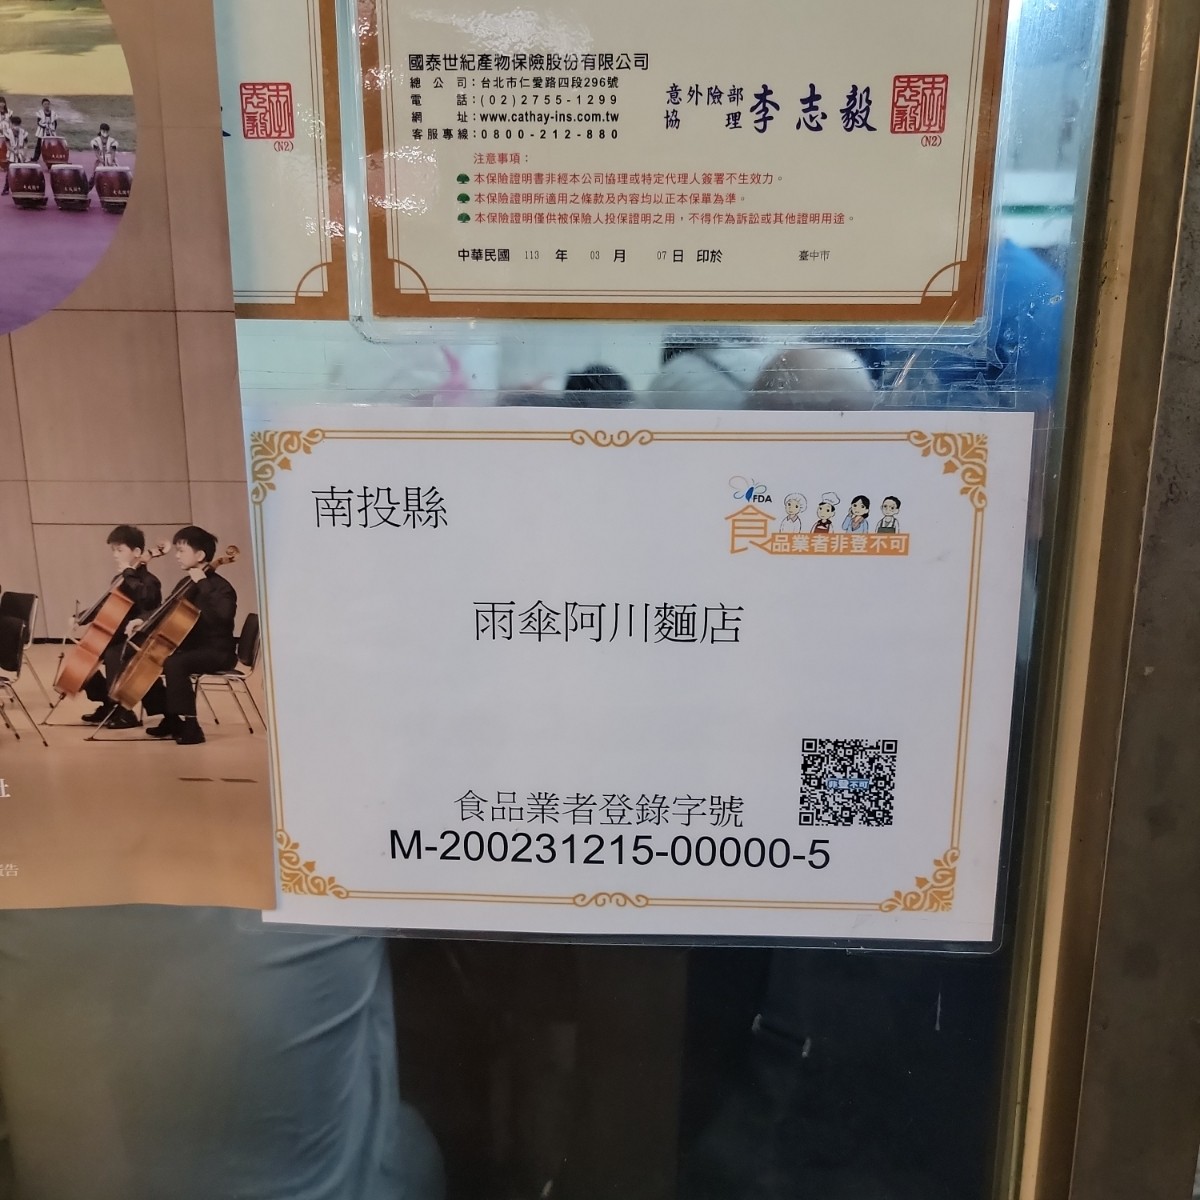 國泰世紀產物保險股份有限公司
總公司：台北市仁愛路四段296號
電話：(02)2755-1299
網址：www.cathay-ins.com.tw
客服專線：0800-212-880
意外險部
協理 李志毅
(N2)
(N2)
注意事項：
本保險證明書非經本公司協理或特定代理人簽署不生效力。
本保險證明所適用之條款及內容均以正本保單為準。
本保險證明僅供被保險人投保證明之用，不得作為訴訟或其他證明用途。
中華民國 113 年 03 月 07 日 印於 臺中市
南投縣
FDA
食品業者非登不可
雨傘阿川麵店
非登不可
食品業者登錄字號
M-200231215-00000-5